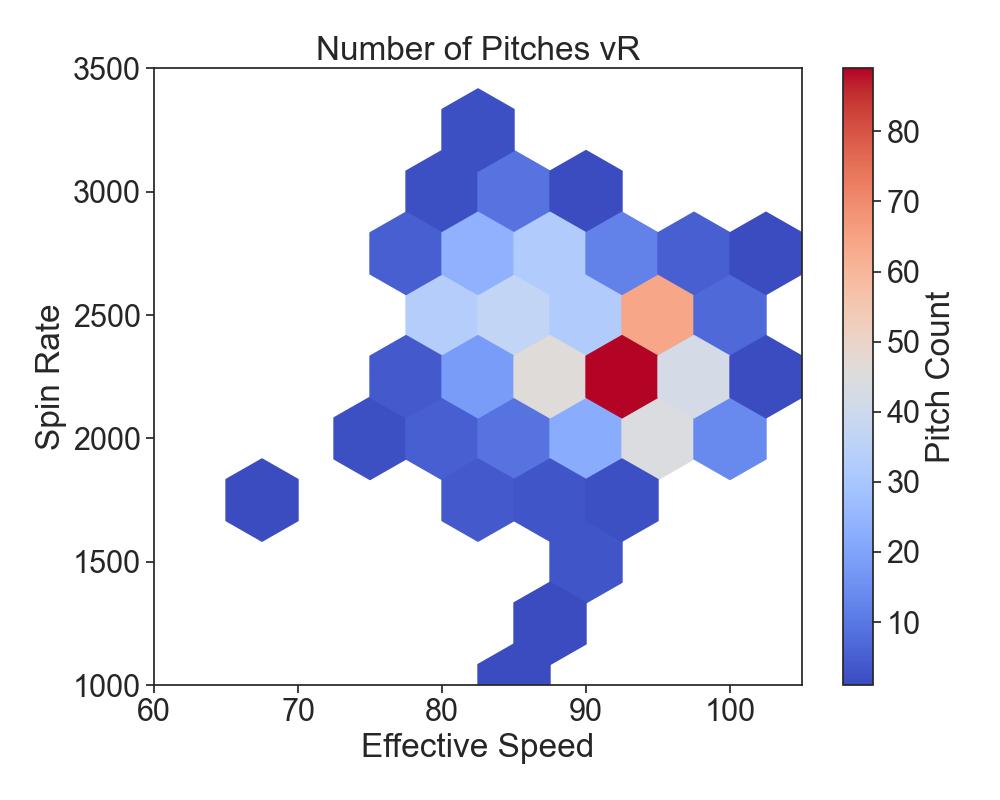 Number of Pitches vR
3500
3000
2500
2000
1500
1000
Spin Rate
60 70 80 90 100
Effective Speed
80
70
60
50
40
30
20
10
Pitch Count